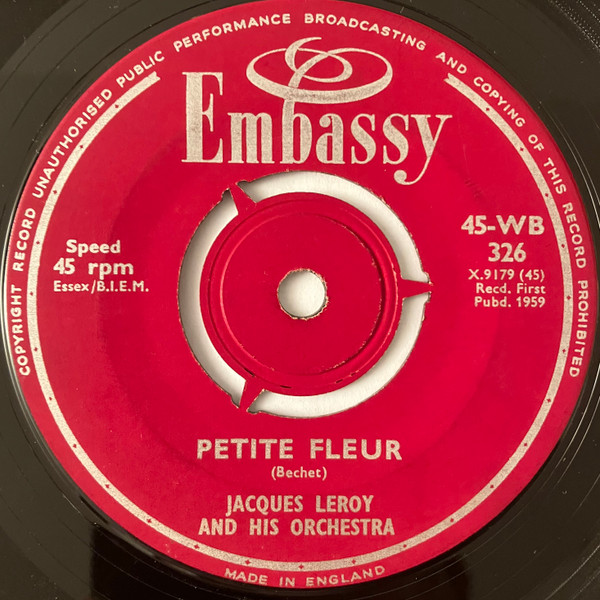 COPYRIGHT RECORD UNAUTHORISED PUBLIC PERFORMANCE BROADCASTING AND COPYING OF THIS RECORD PROHIBITED
Embassy
Speed
45 rpm
Essex/B.I.E.M.
45-WB
326
X.9179 (45)
Recd. First
Pubd. 1959
PETITE FLEUR
(Bechet)
JACQUES LEROY
AND HIS ORCHESTRA
MADE IN ENGLAND